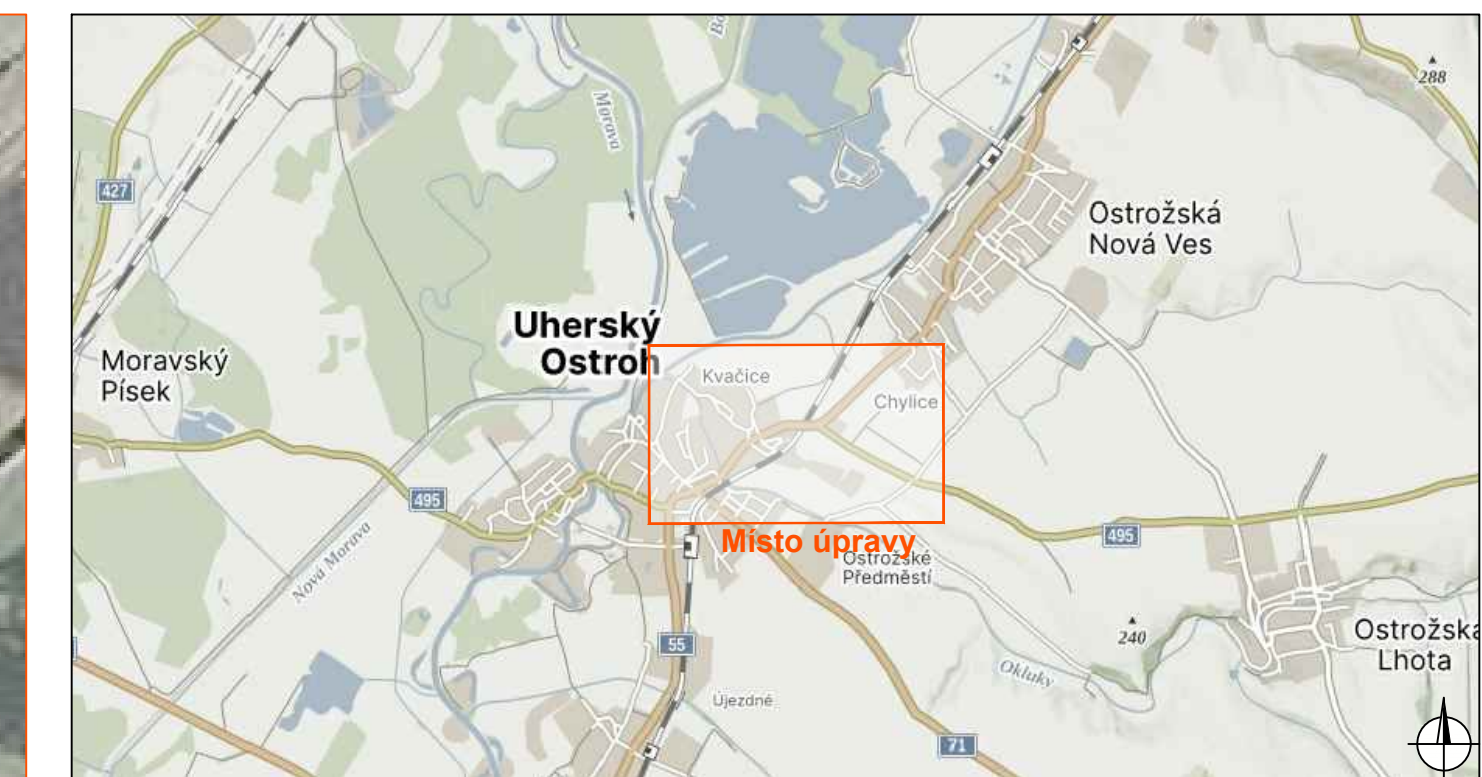 288
Morava
427
Ostrožská
Nová Ves
Uherský
Ostroh
Moravský
Písek
Kvačice
Chylice
495
Místo úpravy
495
Nová Morava
Ostrožské
Předměstí
240
Ostrožska
Lhota
55
Okluky
Újezdné
71